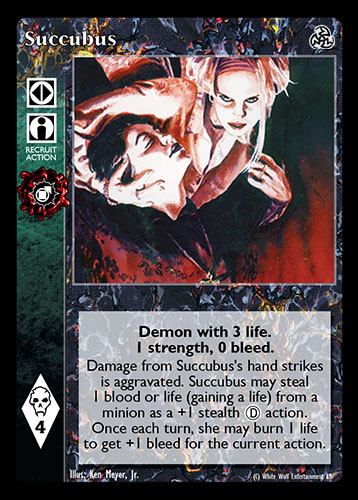 Succubus
RECRUIT
ACTION
Demon with 3 life.
1 strength, 0 bleed.
Damage from Succubus's hand strikes
is aggravated. Succubus may steal
1 blood or life (gaining a life) from a
minion as a +1 stealth Ⓓ action.
Once each turn, she may burn 1 life
to get +1 bleed for the current action.
4
Illus: Ken Meyer, Jr.
(C) White Wolf Entertainment AB